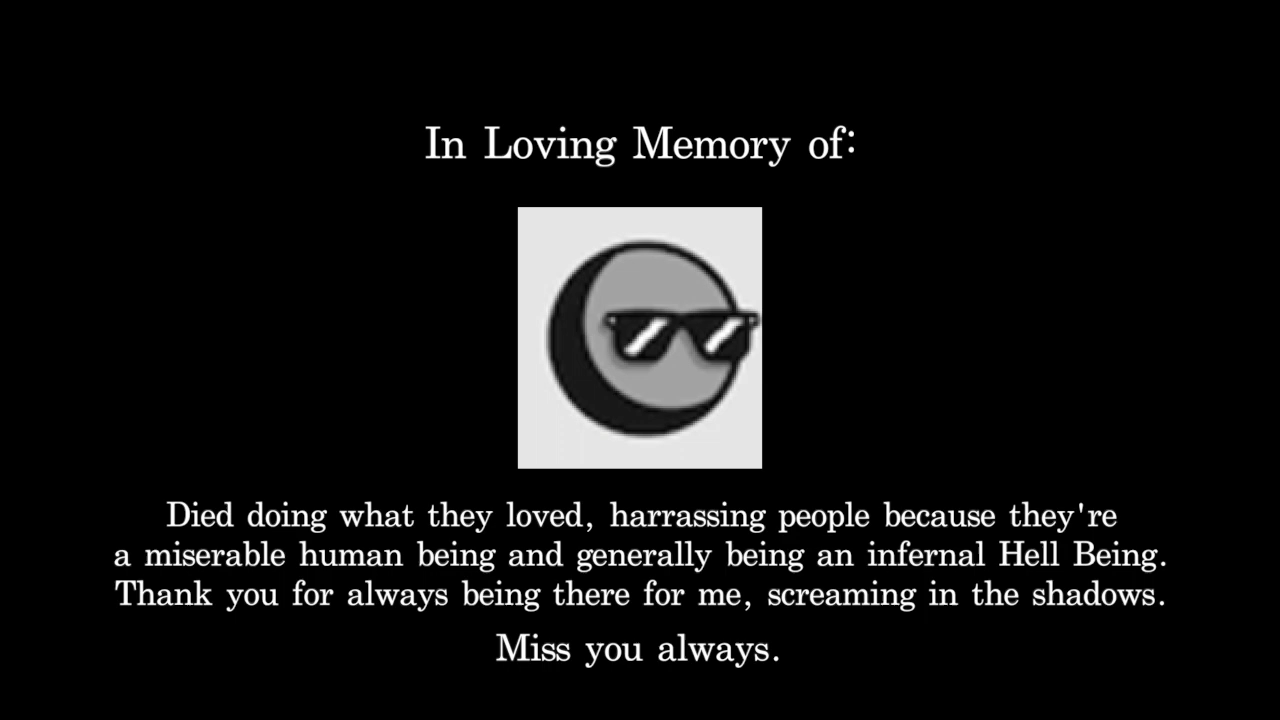 In Loving Memory of:
Died doing what they loved, harrassing people because they're
a miserable human being and generally being an infernal Hell Being.
Thank you for always being there for me, screaming in the shadows.
Miss you always.